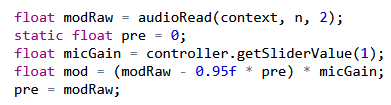 float modRaw = audioRead(context, n, 2);
static float pre = 0;
float micGain = controller.getSliderValue(1);
float mod = (modRaw - 0.95f * pre) * micGain;
pre = modRaw;